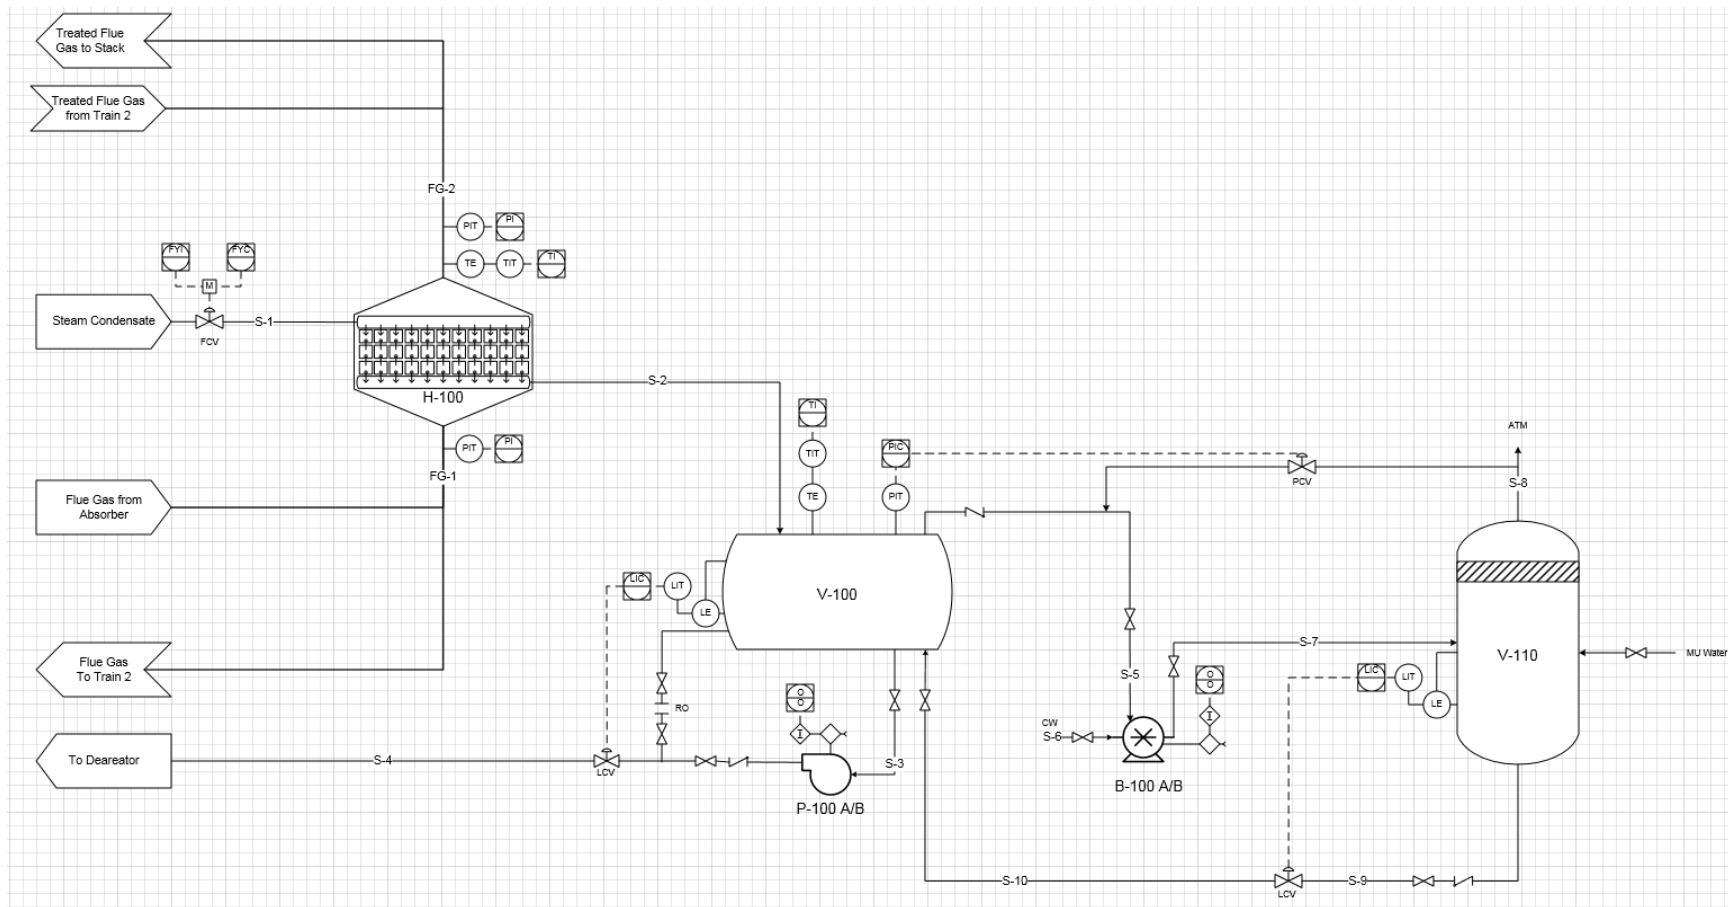 Treated Flue
Gas to Stack
Treated Flue Gas
from Train 2
FG-2
PIT
PI
TE
TIT
TI
FYI
FYC
M
Steam Condensate
S-1
FCV
H-100
S-2
PIT
PI
FG-1
Flue Gas from
Absorber
TI
TIT
TE
PIC
PIT
PCV
ATM
S-8
V-100
LIC
LIT
LE
V-110
MU Water
S-7
S-5
LIC
LIT
LE
Flue Gas
To Train 2
RO
O
O
I
O
O
I
CW
S-6
B-100 A/B
To Deareator
S-4
LCV
S-3
P-100 A/B
S-10
LCV
S-9